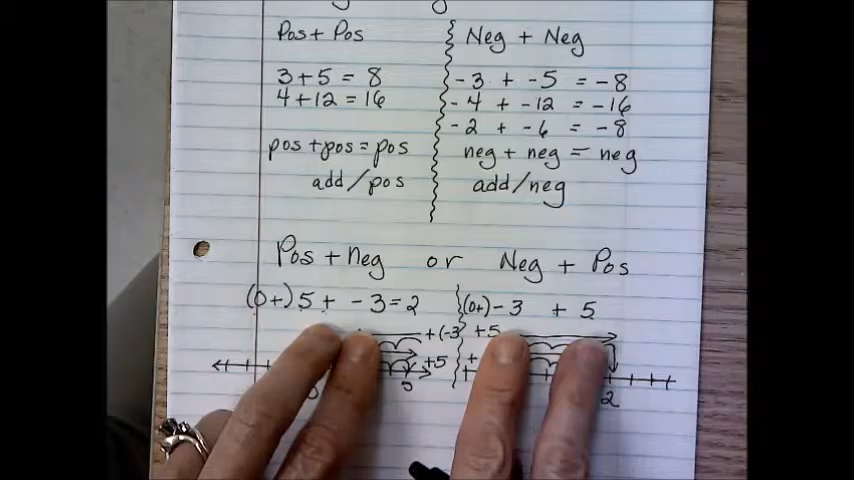 Pos + Pos
3 + 5 = 8
4 + 12 = 16
pos + pos = pos
add/pos
Neg + Neg
-3 + -5 = -8
-4 + -12 = -16
-2 + -6 = -8
neg + neg = neg
add/neg
Pos + neg or Neg + Pos
(0+) 5 + -3 = 2
+(-3)
+5
5
(0+) -3 + 5
+5
2